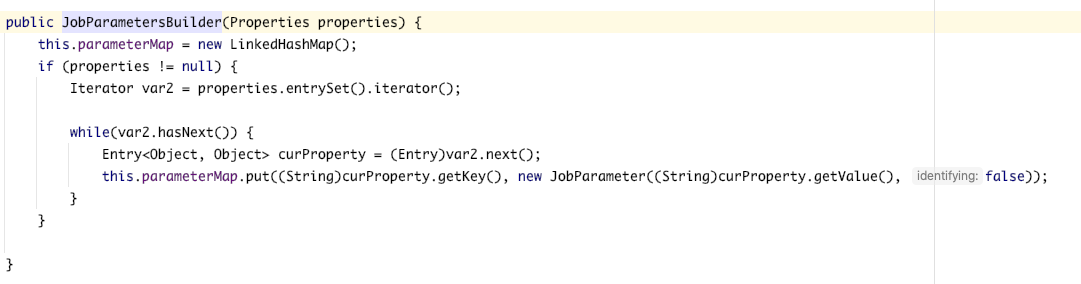 public JobParametersBuilder(Properties properties) {
    this.parameterMap = new LinkedHashMap();
    if (properties != null) {
        Iterator var2 = properties.entrySet().iterator();

        while(var2.hasNext()) {
            Entry<Object, Object> curProperty = (Entry)var2.next();
            this.parameterMap.put((String)curProperty.getKey(), new JobParameter((String)curProperty.getValue(), identifying: false));
        }
    }

}